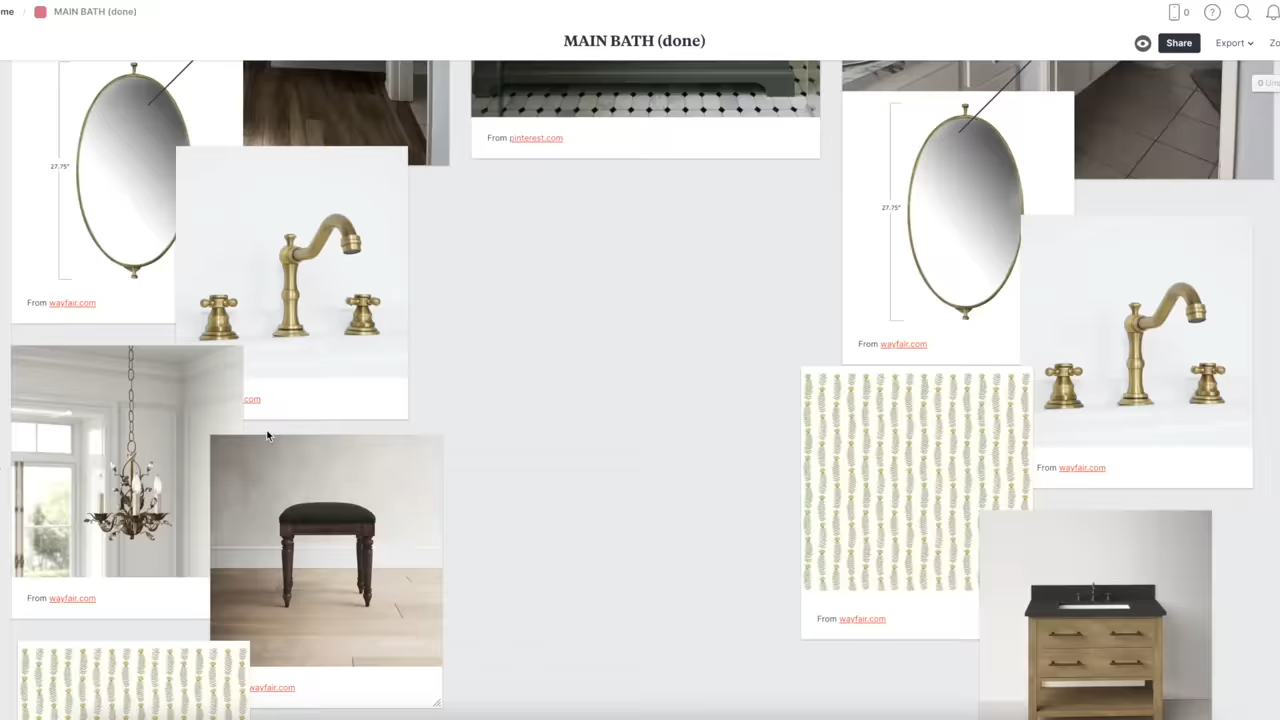 me / MAIN BATH (done)
0
MAIN BATH (done)
Share
Export
0
From pinterest.com
27.75"
27.75"
From wayfair.com
From wayfair.com
com
From wayfair.com
From wayfair.com
From wayfair.com
wayfair.com